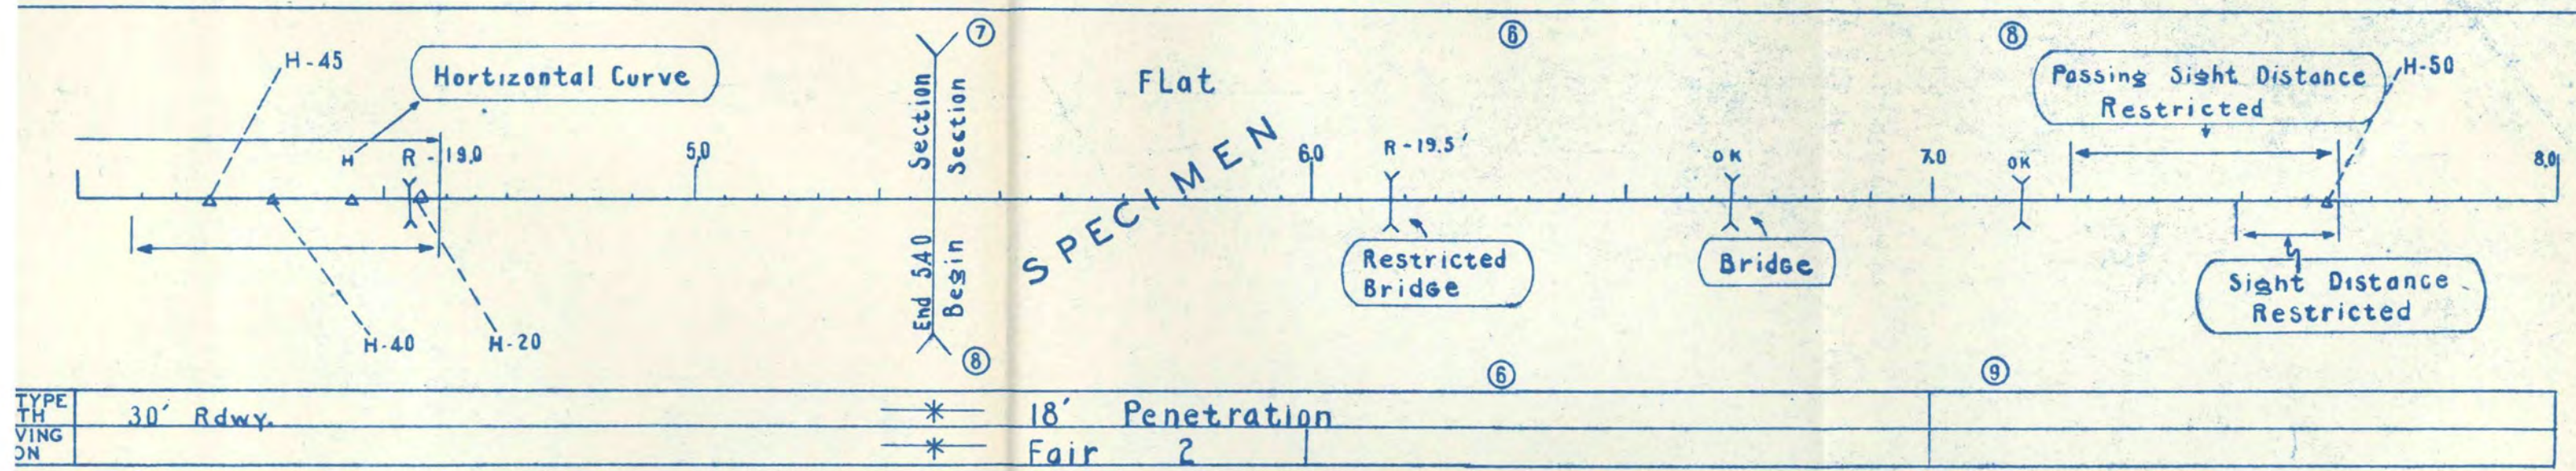 7
6
8
H-45
Hortizontal Curve
Section
Section
FLat
Passing Sight Distance
Restricted
H-50
H
R - 19.0
5.0
SPECIMEN
6.0
R - 19.5'
OK
7.0
OK
8.0
End 5.40
Begin
Restricted
Bridge
Bridge
Sight Distance
Restricted
H-40
H-20
8
6
9
TYPE
TH
30' Rdwy.
18' Penetration
VING
ON
Fair 2